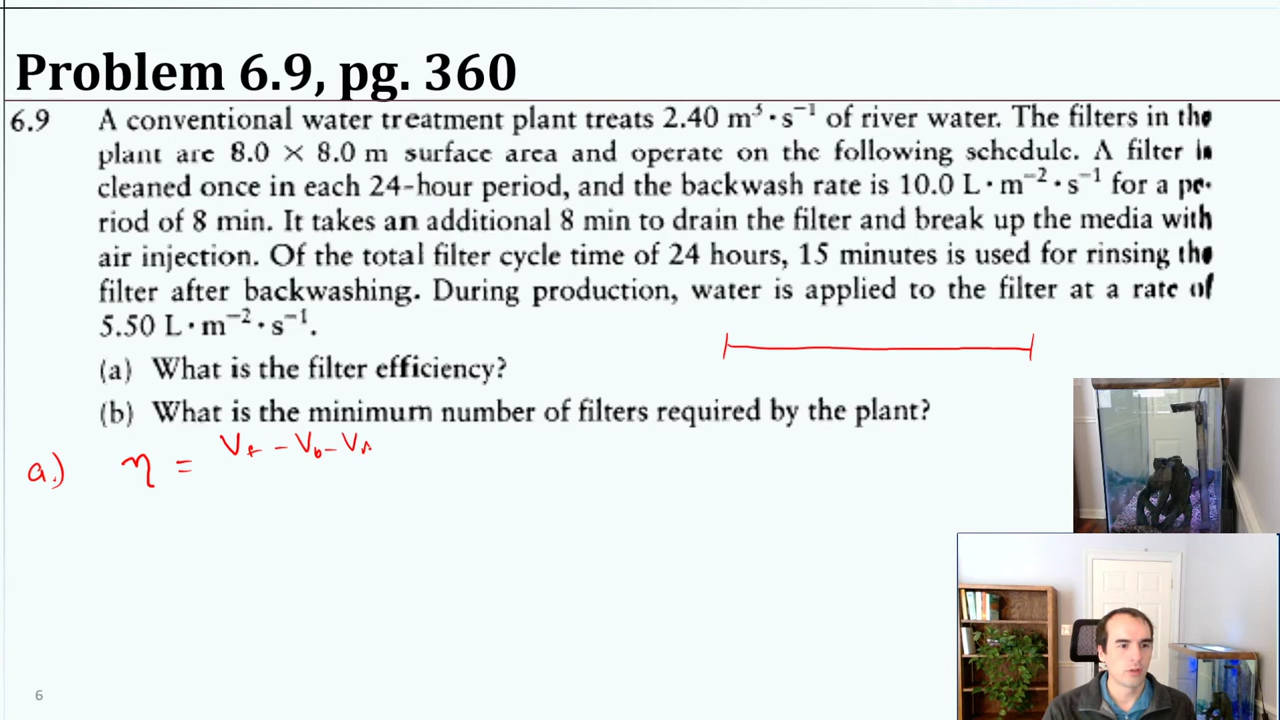 Problem 6.9, pg. 360
6.9 A conventional water treatment plant treats 2.40 m³·s⁻¹ of river water. The filters in the
plant are 8.0 × 8.0 m surface area and operate on the following schedule. A filter is
cleaned once in each 24-hour period, and the backwash rate is 10.0 L·m⁻²·s⁻¹ for a pe-
riod of 8 min. It takes an additional 8 min to drain the filter and break up the media with
air injection. Of the total filter cycle time of 24 hours, 15 minutes is used for rinsing the
filter after backwashing. During production, water is applied to the filter at a rate of
5.50 L·m⁻²·s⁻¹.
(a) What is the filter efficiency?
(b) What is the minimum number of filters required by the plant?
a.) η = V_f - V_b - V_r
6